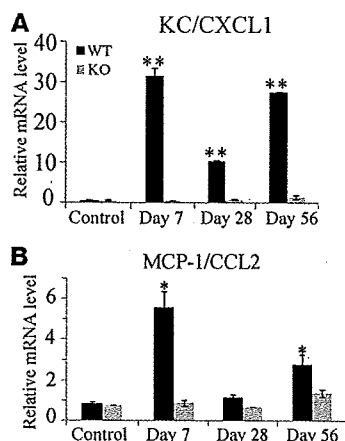 A KC/CXCL1
Relative mRNA level
40
30
20
10
0
WT
KO
**
**
**
Control Day 7 Day 28 Day 56
B MCP-1/CCL2
Relative mRNA level
6
4
2
0
*
*
Control Day 7 Day 28 Day 56